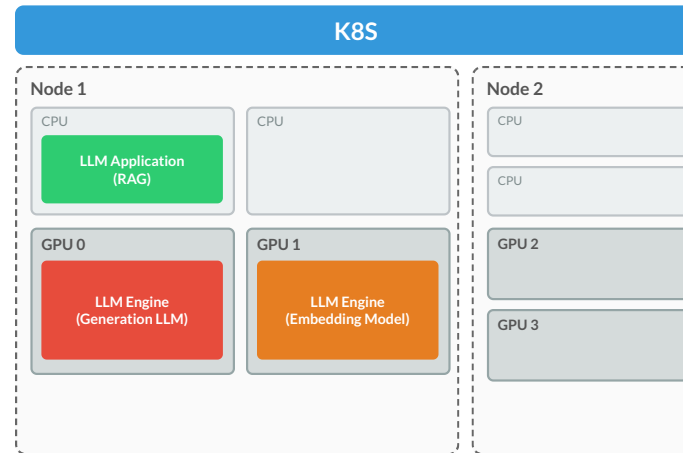 K8S
Node 1
CPU
LLM Application
(RAG)
CPU
GPU 0
LLM Engine
(Generation LLM)
GPU 1
LLM Engine
(Embedding Model)
Node 2
CPU
CPU
GPU 2
GPU 3